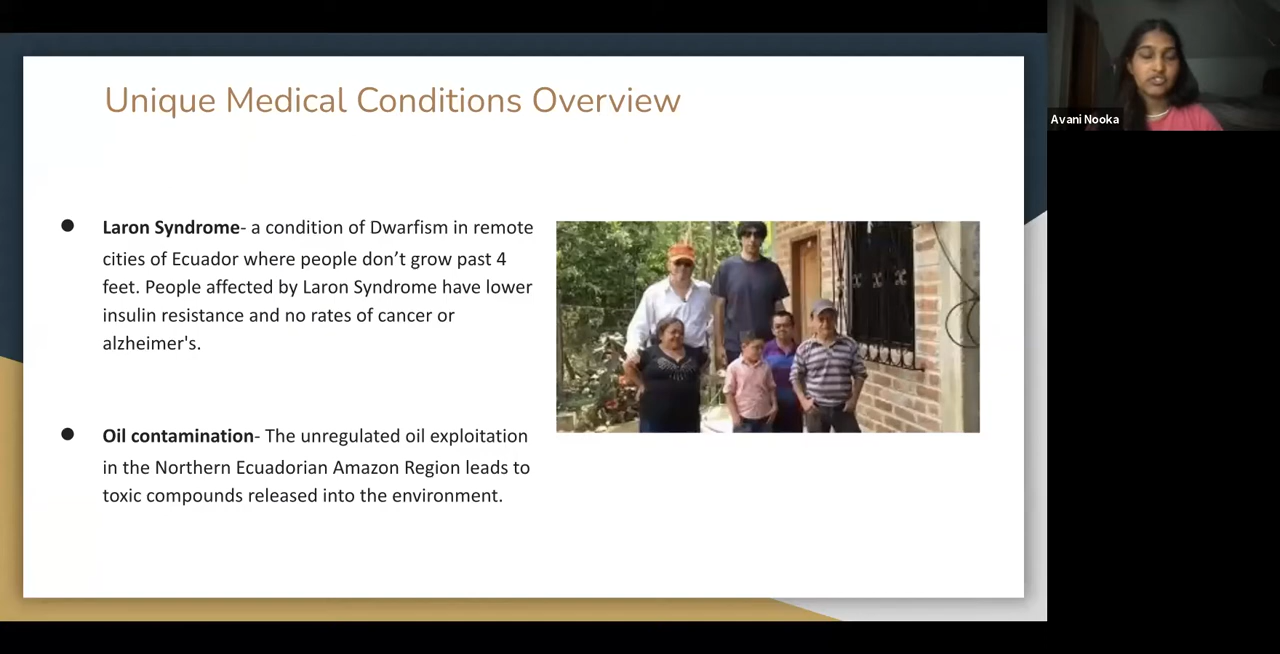 Unique Medical Conditions Overview
Avani Nooka
● Laron Syndrome- a condition of Dwarfism in remote
cities of Ecuador where people don’t grow past 4
feet. People affected by Laron Syndrome have lower
insulin resistance and no rates of cancer or
alzheimer's.
● Oil contamination- The unregulated oil exploitation
in the Northern Ecuadorian Amazon Region leads to
toxic compounds released into the environment.